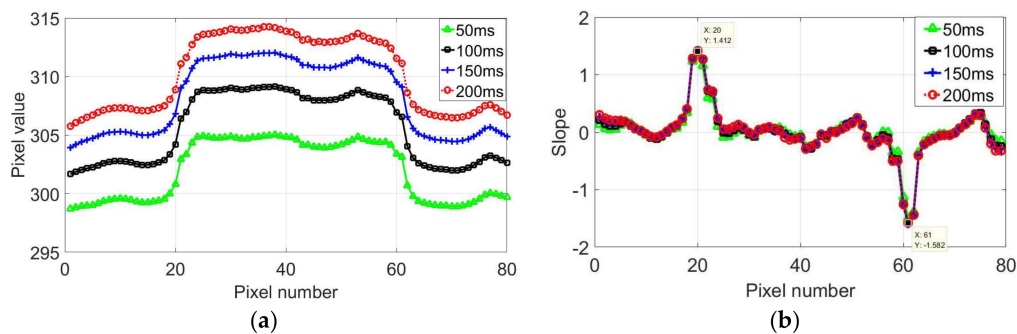 315
310
305
300
295
0
20
40
60
80
Pixel value
Pixel number
50ms
100ms
150ms
200ms
(a)
2
1
0
-1
-2
0
20
40
60
80
Slope
Pixel number
X: 20
Y: 1.412
X: 61
Y: -1.582
50ms
100ms
150ms
200ms
(b)